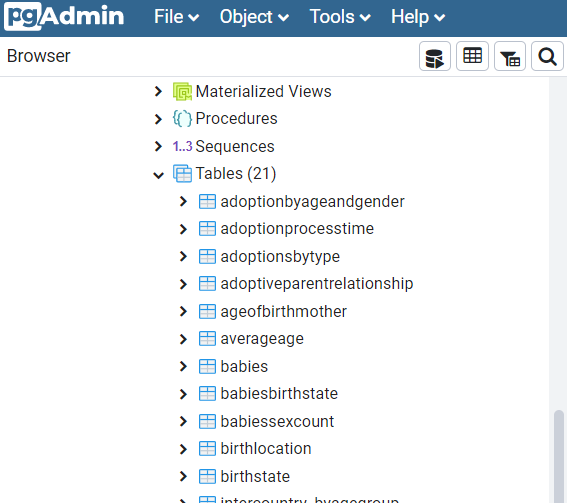 pgAdmin File Object Tools Help
Browser
Materialized Views
Procedures
1..3 Sequences
Tables (21)
adoptionbyageandgender
adoptionprocesstime
adoptionsbytype
adoptiveparentrelationship
ageofbirthmother
averageage
babies
babiesbirthstate
babiessexcount
birthlocation
birthstate
intercountry_byagegroup